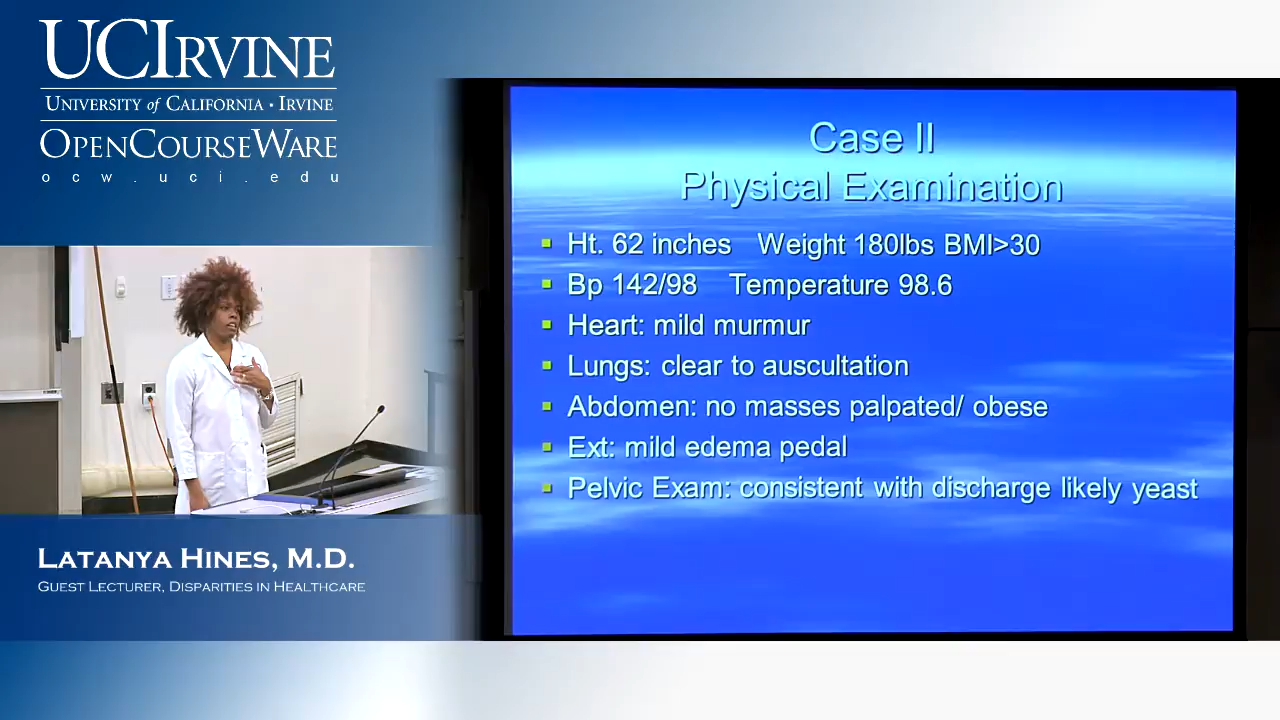 UCIRVINE
UNIVERSITY of CALIFORNIA · IRVINE
OPENCOURSEWARE
ocw.uci.edu
Case II
Physical Examination
Ht. 62 inches Weight 180lbs BMI>30
Bp 142/98 Temperature 98.6
Heart: mild murmur
Lungs: clear to auscultation
Abdomen: no masses palpated/ obese
Ext: mild edema pedal
Pelvic Exam: consistent with discharge likely yeast
LATANYA HINES, M.D.
GUEST LECTURER, DISPARITIES IN HEALTHCARE